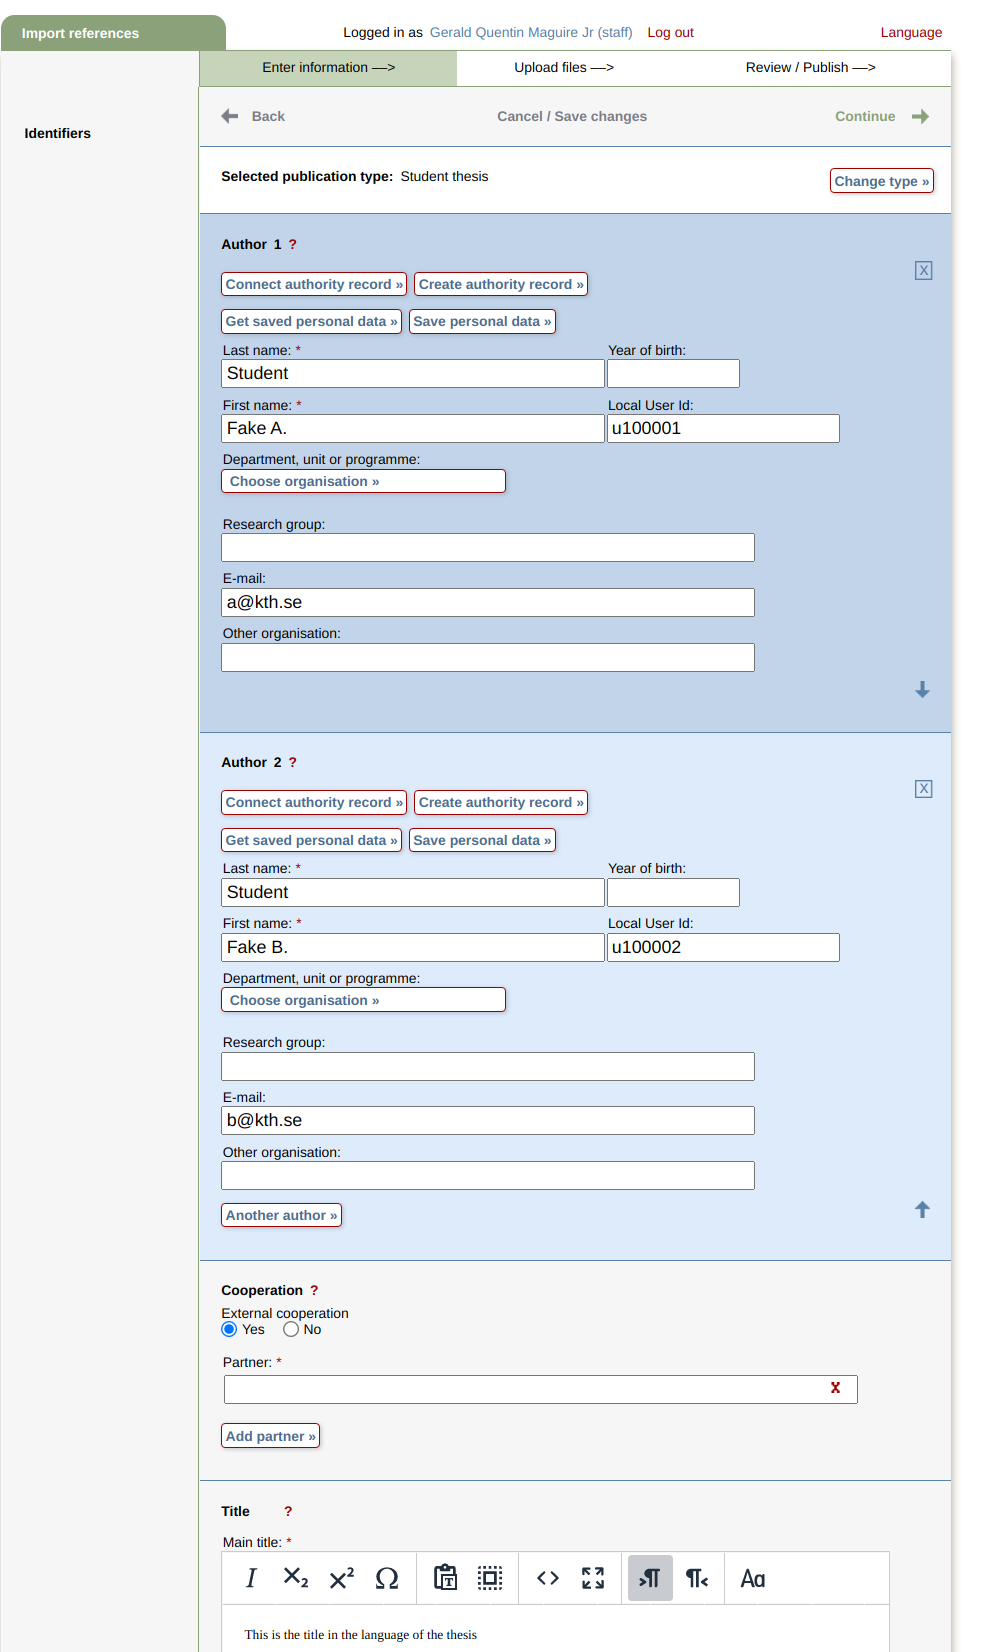 Import references
Logged in as Gerald Quentin Maguire Jr (staff) Log out Language
Enter information —> Upload files —> Review / Publish —>
Back Cancel / Save changes Continue
Identifiers
Selected publication type: Student thesis Change type »
Author 1 ?
X
Connect authority record » Create authority record »
Get saved personal data » Save personal data »
Last name: * Year of birth:
Student
First name: * Local User Id:
Fake A. u100001
Department, unit or programme:
Choose organisation »
Research group:
E-mail:
a@kth.se
Other organisation:
Author 2 ?
X
Connect authority record » Create authority record »
Get saved personal data » Save personal data »
Last name: * Year of birth:
Student
First name: * Local User Id:
Fake B. u100002
Department, unit or programme:
Choose organisation »
Research group:
E-mail:
b@kth.se
Other organisation:
Another author »
Cooperation ?
External cooperation
Yes No
Partner: *
X
Add partner »
Title ?
Main title: *
I X2 X² Ω T <> >¶ ¶< Aa
This is the title in the language of the thesis